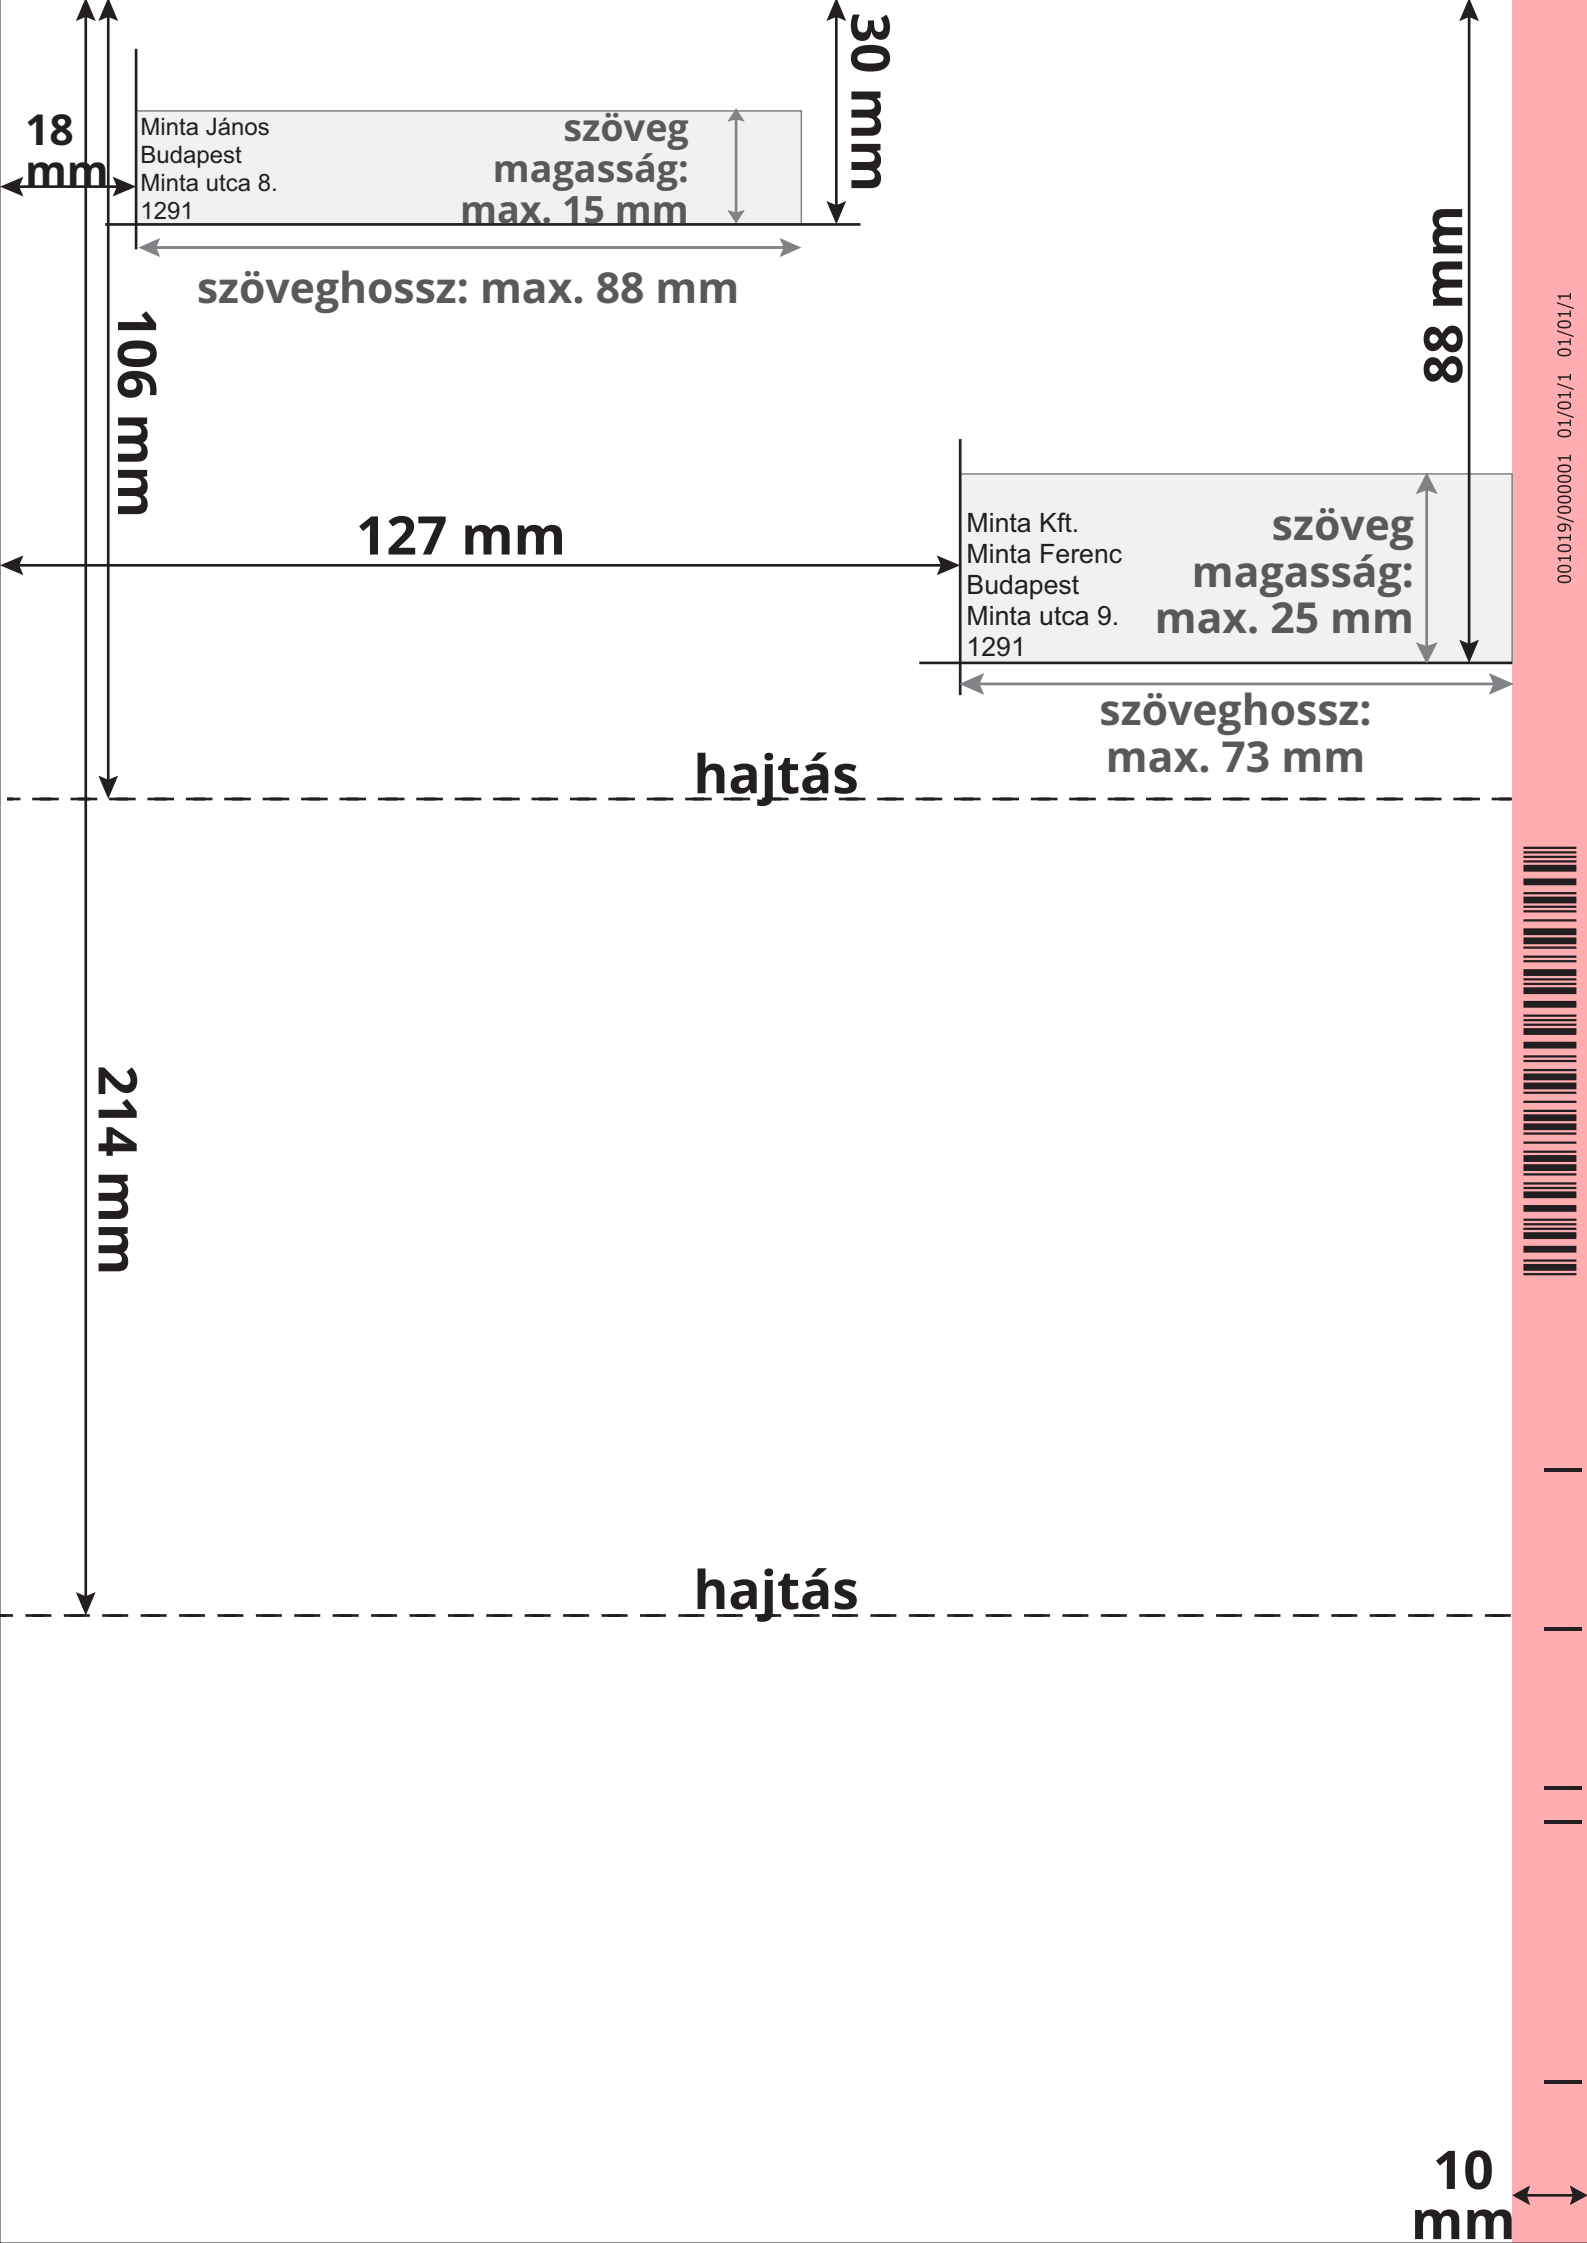 30 mm
18
mm
Minta János
Budapest
Minta utca 8.
1291
szöveg
magasság:
max. 15 mm
szöveghossz: max. 88 mm
88 mm
001019/000001 01/01/1 01/01/1
106 mm
127 mm
Minta Kft.
Minta Ferenc
Budapest
Minta utca 9.
1291
szöveg
magasság:
max. 25 mm
szöveghossz:
max. 73 mm
hajtás
214 mm
hajtás
10
mm